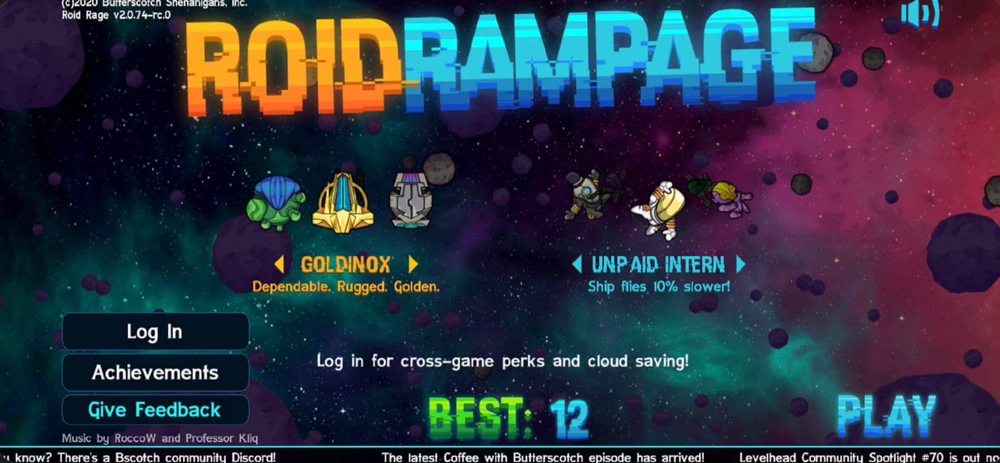 (c)2020 Butterscotch Shenanigans, Inc.
Roid Rage v2.0.74-rc.0
ROIDRAMPAGE
GOLDINOX
Dependable. Rugged. Golden.
UNPAID INTERN
Ship flies 10% slower!
Log In
Log in for cross-game perks and cloud saving!
Achievements
Give Feedback
BEST: 12
PLAY
Music by RoccoW and Professor Kliq
know? There's a Bscotch community Discord! The latest Coffee with Butterscotch episode has arrived! Levelhead Community Spotlight #70 is out